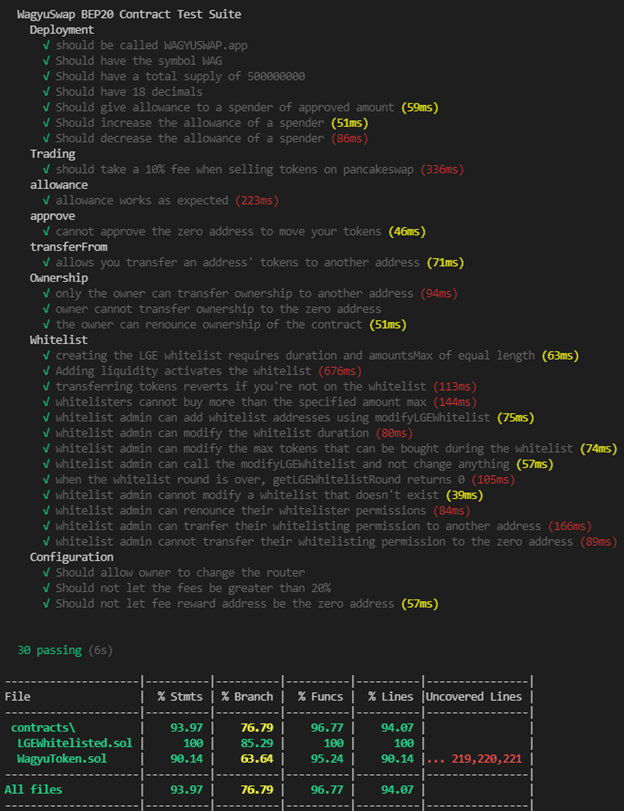 WagyuSwap BEP20 Contract Test Suite
Deployment
√ should be called WAGYUSWAP.app
√ Should have the symbol WAG
√ Should have a total supply of 500000000
√ Should have 18 decimals
√ Should give allowance to a spender of approved amount (59ms)
√ Should increase the allowance of a spender (51ms)
√ Should decrease the allowance of a spender (86ms)
Trading
√ should take a 10% fee when selling tokens on pancakeswap (336ms)
allowance
√ allowance works as expected (223ms)
approve
√ cannot approve the zero address to move your tokens (46ms)
transferFrom
√ allows you transfer an address' tokens to another address (71ms)
Ownership
√ only the owner can transfer ownership to another address (94ms)
√ owner cannot transfer ownership to the zero address
√ the owner can renounce ownership of the contract (51ms)
Whitelist
√ creating the LGE whitelist requires duration and amountsMax of equal length (63ms)
√ Adding liquidity activates the whitelist (676ms)
√ transferring tokens reverts if you're not on the whitelist (113ms)
√ whitelisters cannot buy more than the specified amount max (144ms)
√ whitelist admin can add whitelist addresses using modifyLGEWhitelist (75ms)
√ whitelist admin can modify the whitelist duration (80ms)
√ whitelist admin can modify the max tokens that can be bought during the whitelist (74ms)
√ whitelist admin can call the modifyLGEWhitelist and not change anything (57ms)
√ when the whitelist round is over, getLGEWhitelistRound returns 0 (105ms)
√ whitelist admin cannot modify a whitelist that doesn't exist (39ms)
√ whitelist admin can renounce their whitelister permissions (84ms)
√ whitelist admin can tranfer their whitelisting permission to another address (166ms)
√ whitelist admin cannot transfer their whitelisting permission to the zero address (89ms)
Configuration
√ Should allow owner to change the router
√ Should not let the fees be greater than 20%
√ Should not let fee reward address be the zero address (57ms)
30 passing (6s)
File | % Stmts | % Branch | % Funcs | % Lines |Uncovered Lines |
contracts\ | 93.97 | 76.79 | 96.77 | 94.07 | |
LGEWhitelisted.sol | 100 | 85.29 | 100 | 100 | |
WagyuToken.sol | 90.14 | 63.64 | 95.24 | 90.14 |... 219,220,221 |
All files | 93.97 | 76.79 | 96.77 | 94.07 | |